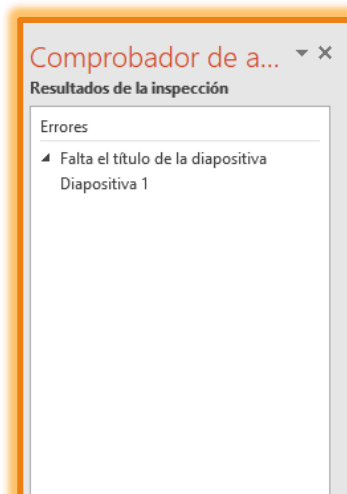 Comprobador de a...
Resultados de la inspección
Errores
Falta el título de la diapositiva
Diapositiva 1